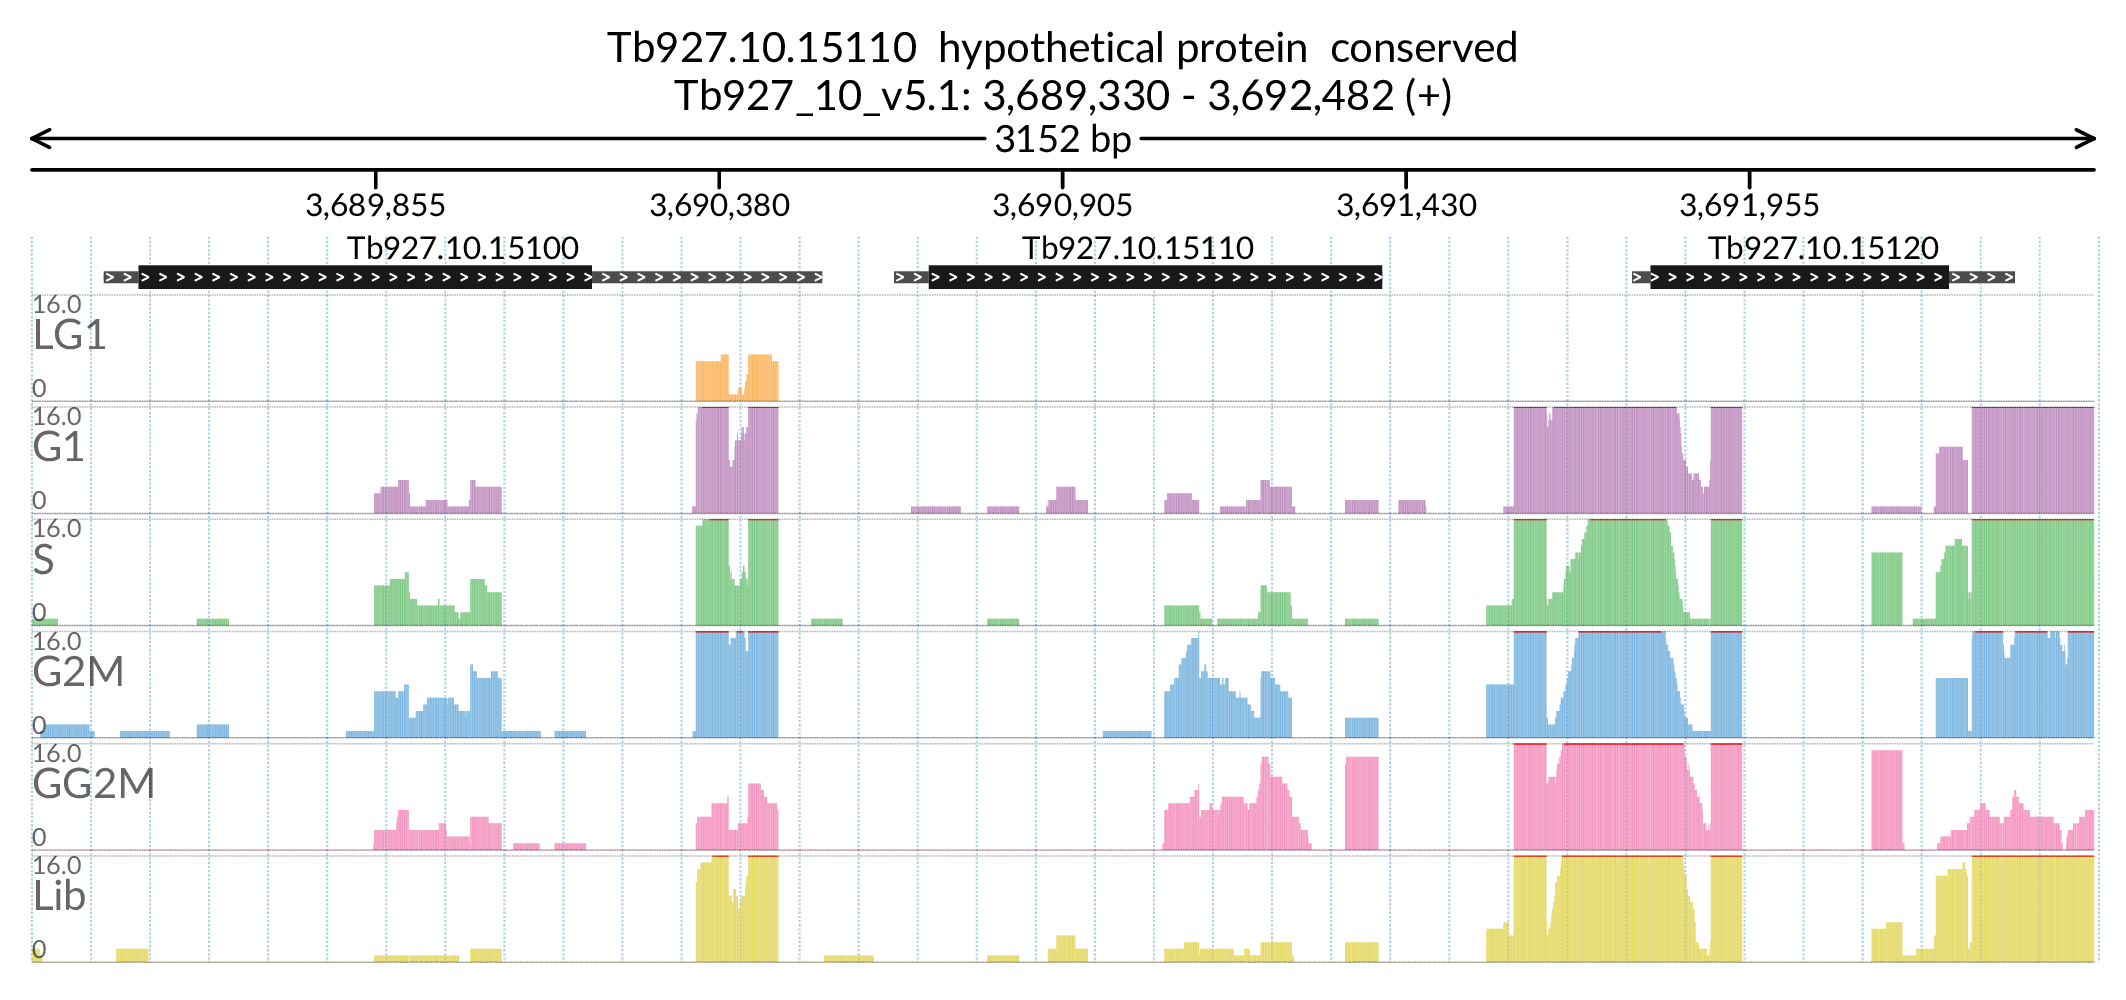 Tb927.10.15110  hypothetical protein  conserved
Tb927_10_v5.1: 3,689,330 - 3,692,482 (+)
3152 bp
3,689,855 3,690,380 3,690,905 3,691,430 3,691,955
Tb927.10.15100 Tb927.10.15110 Tb927.10.15120
16.0
LG1
0
16.0
G1
0
16.0
S
0
16.0
G2M
0
16.0
GG2M
0
16.0
Lib
0